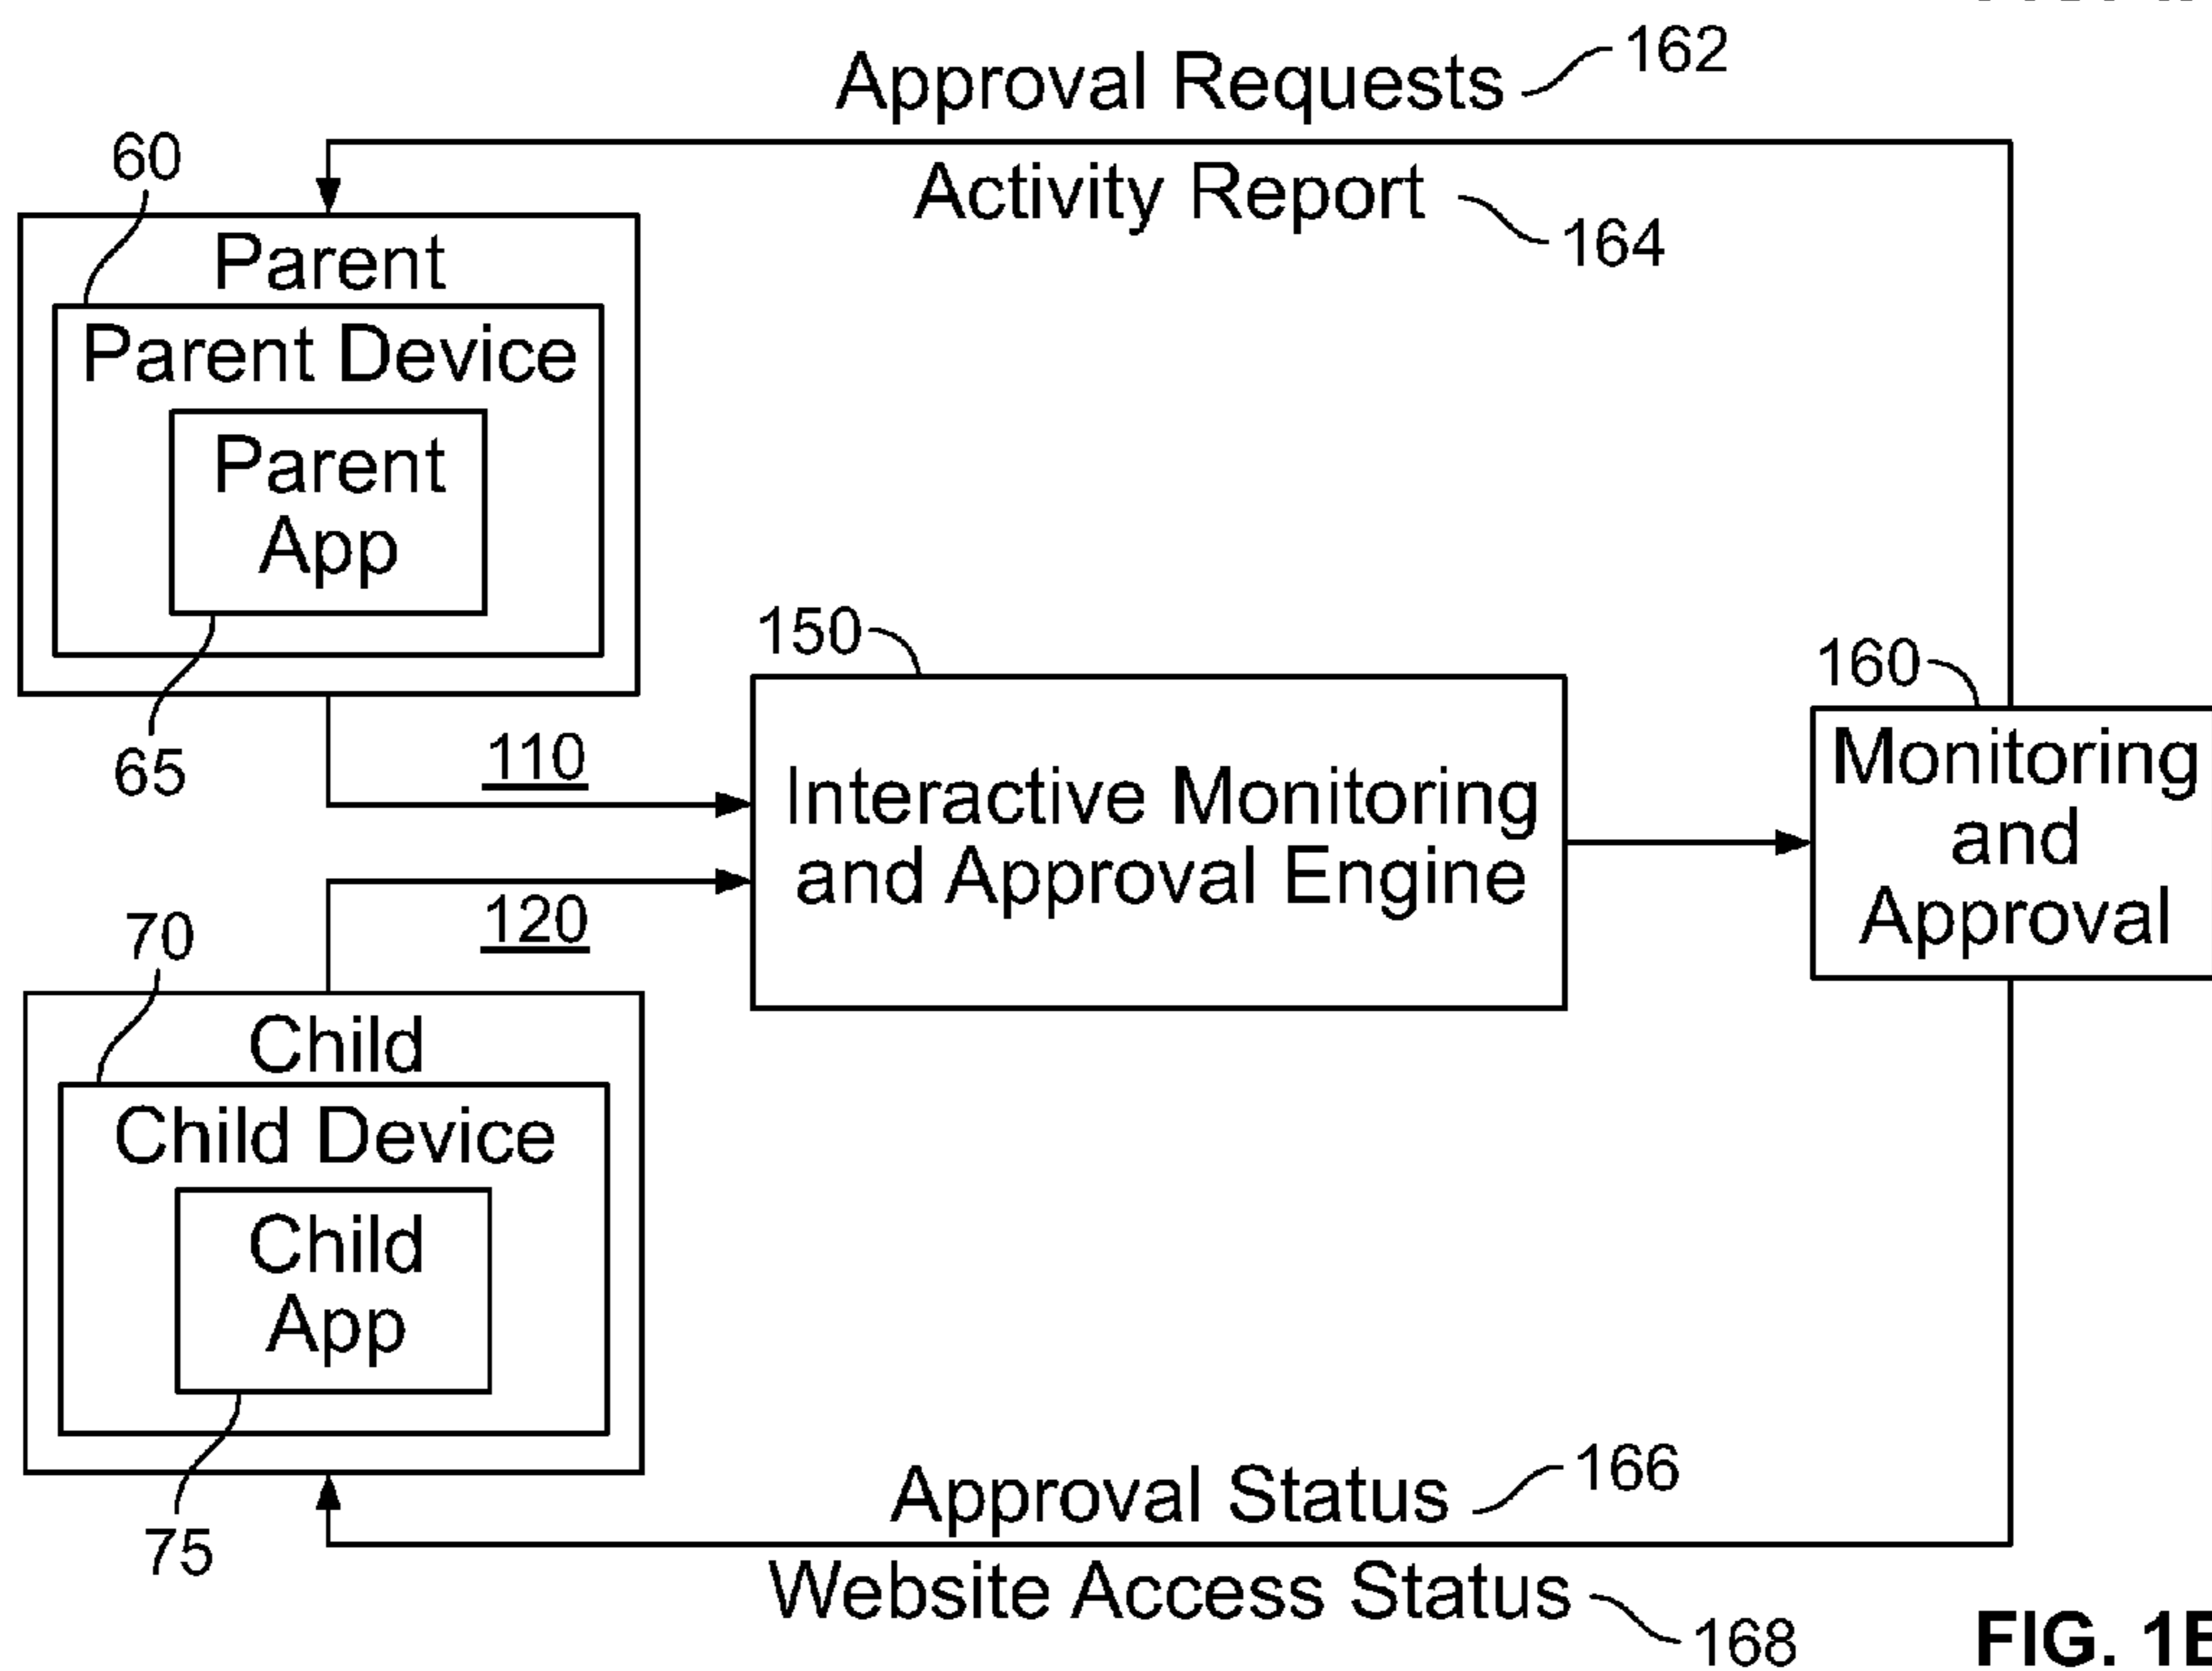 Approval Requests 162
Activity Report 164
60
Parent
Parent Device
Parent
App
65
110
150
Interactive Monitoring
and Approval Engine
160
Monitoring
and
Approval
120
70
Child
Child Device
Child
App
75
Approval Status 166
Website Access Status 168
FIG.